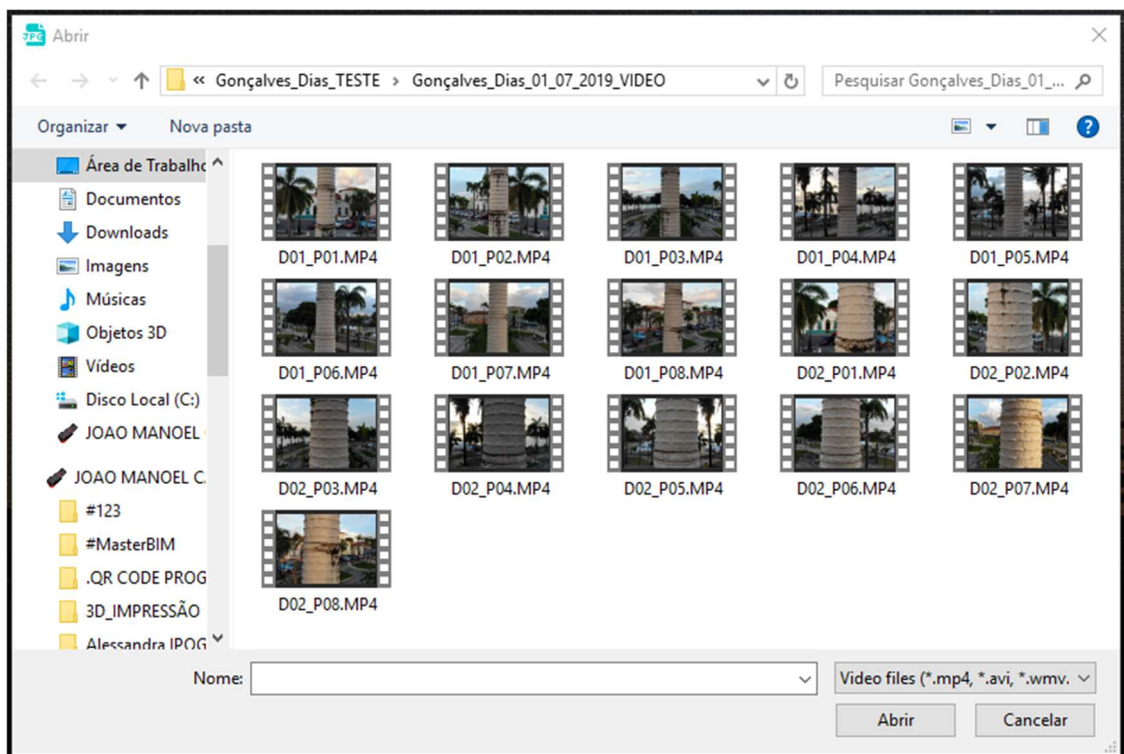 JPG Abrir
« Gonçalves_Dias_TESTE > Gonçalves_Dias_01_07_2019_VIDEO Pesquisar Gonçalves_Dias_01_...
Organizar Nova pasta ?
Área de Trabalho
Documentos
Downloads
Imagens
Músicas
Objetos 3D
Vídeos
Disco Local (C:)
JOAO MANOEL
JOAO MANOEL C.
#123
#MasterBIM
.QR CODE PROG
3D_IMPRESSÃO
Alessandra IPOG
D01_P01.MP4 D01_P02.MP4 D01_P03.MP4 D01_P04.MP4 D01_P05.MP4
D01_P06.MP4 D01_P07.MP4 D01_P08.MP4 D02_P01.MP4 D02_P02.MP4
D02_P03.MP4 D02_P04.MP4 D02_P05.MP4 D02_P06.MP4 D02_P07.MP4
D02_P08.MP4
Nome: Video files (*.mp4, *.avi, *.wmv.
Abrir Cancelar